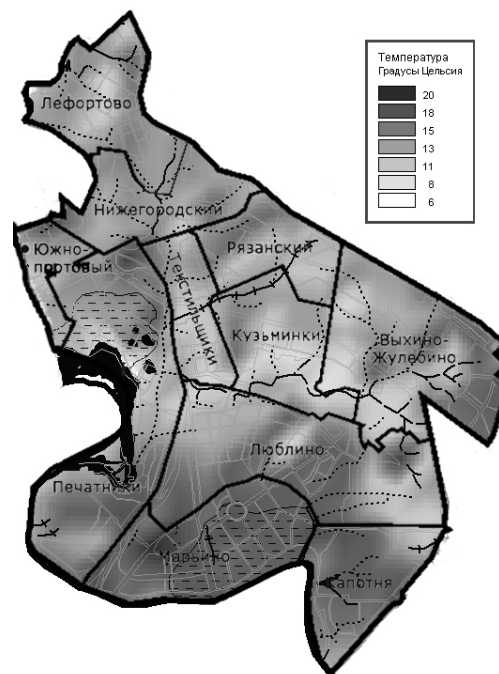 Температура
Градусы Цельсия
20
18
15
13
11
8
6
Лефортово
Нижегородский
Рязанский
Южно-
портовый
Текстильщики
Кузьминки
Выхино-
Жулебино
Люблино
Печатники
Марьино
Капотня